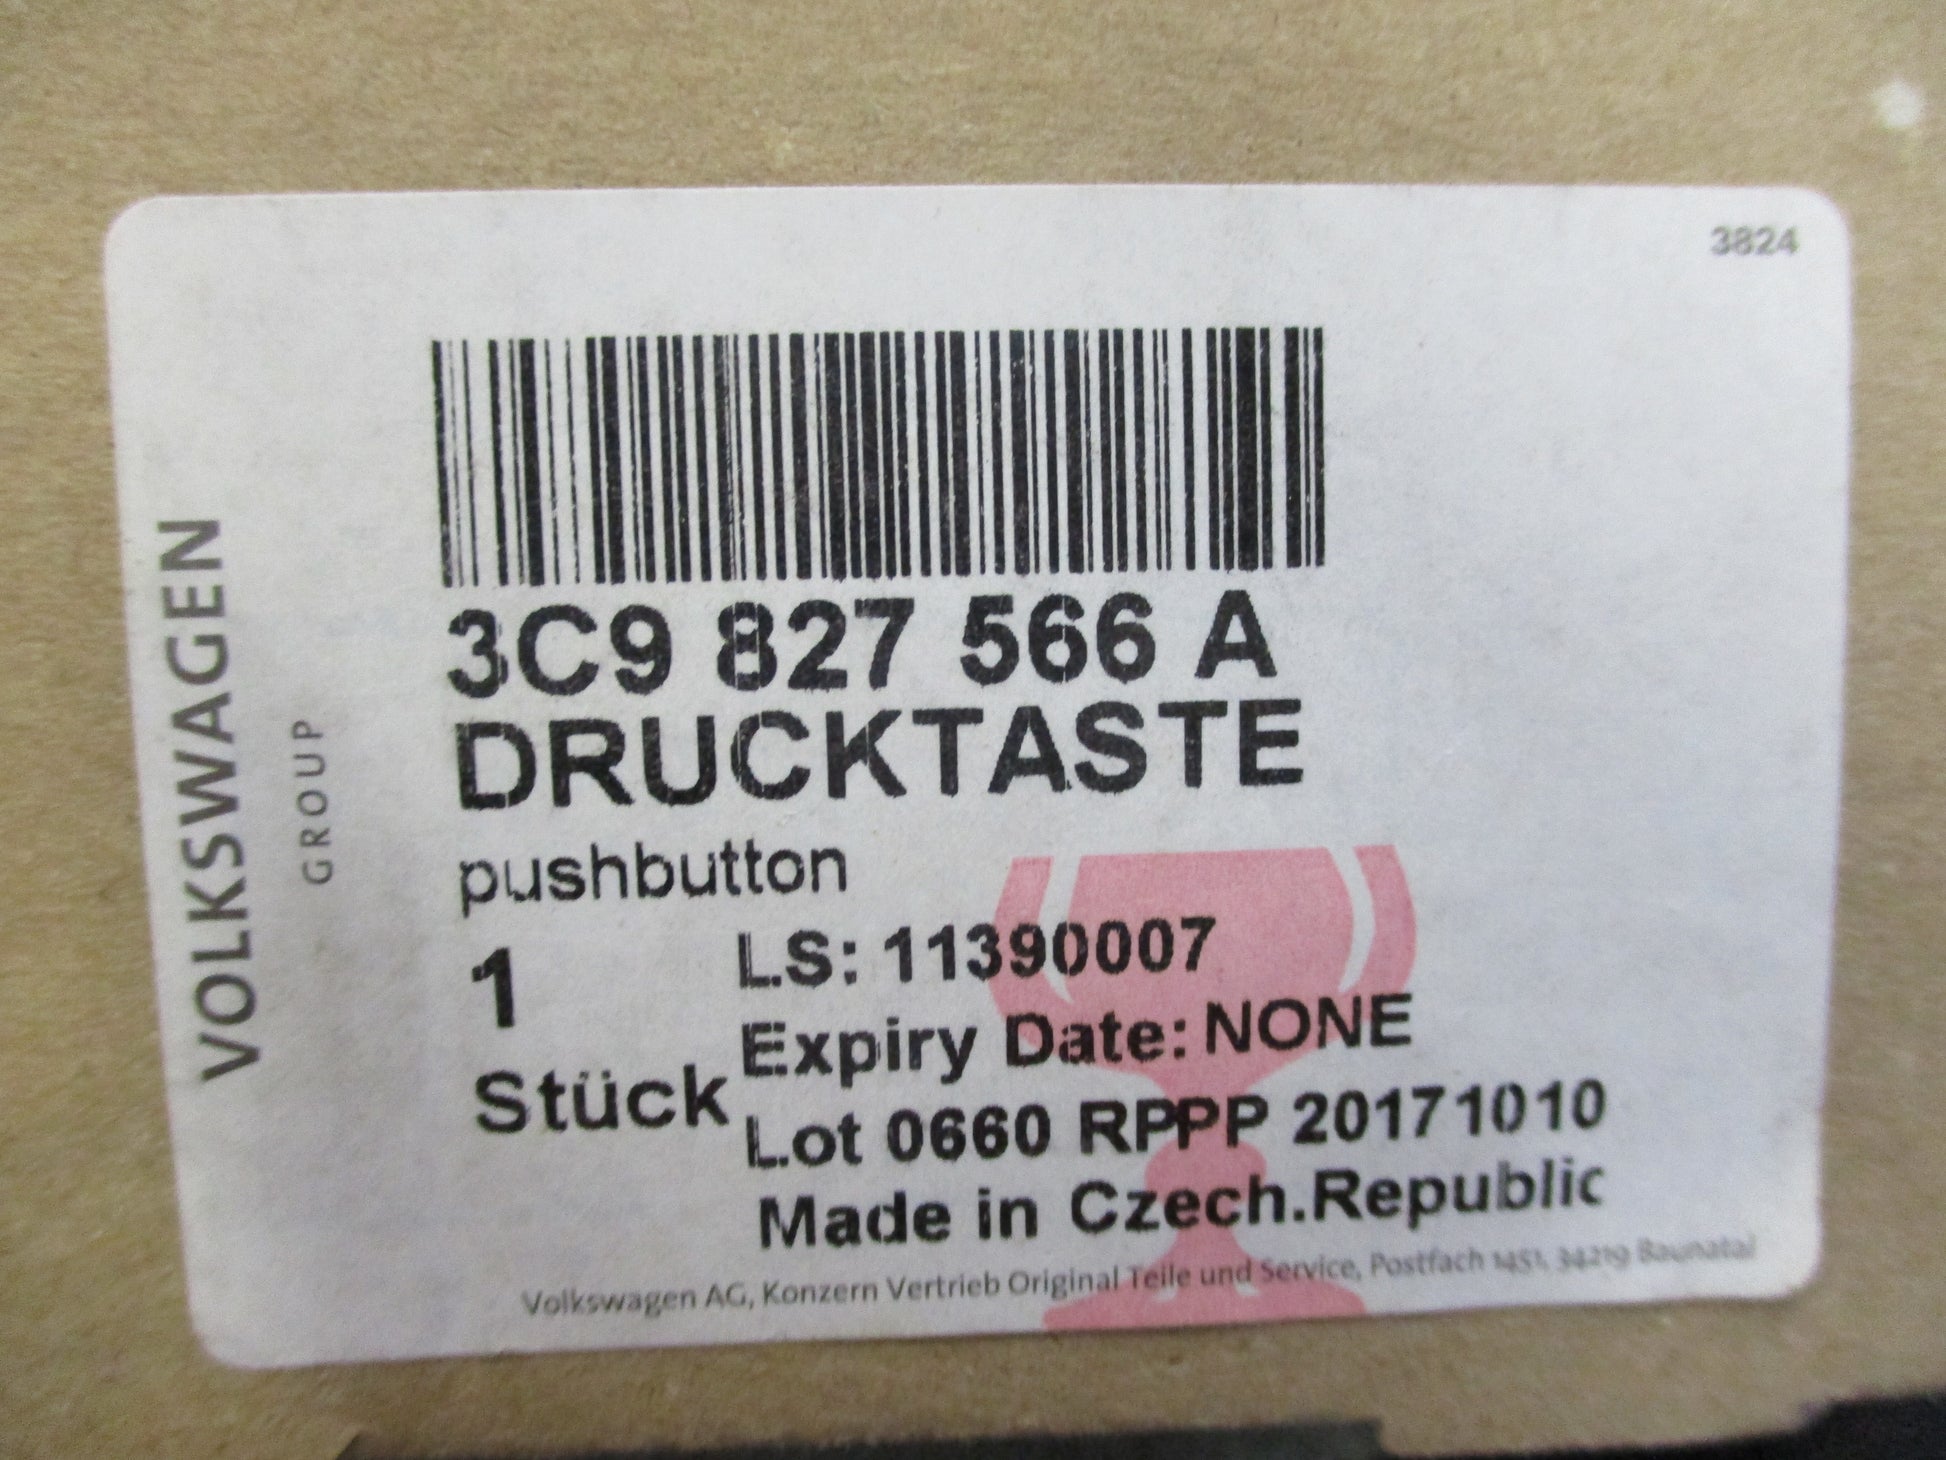 3824
VOLKSWAGEN
GROUP
3C9 827 566 A
DRUCKTASTE
pushbutton
1
Stück
LS: 11390007
Expiry Date: NONE
Lot 0660 RPPP 20171010
Made in Czech.Republic
Volkswagen AG, Konzern Vertrieb Original Teile und Service, Postfach 1451, 34219 Baunatal